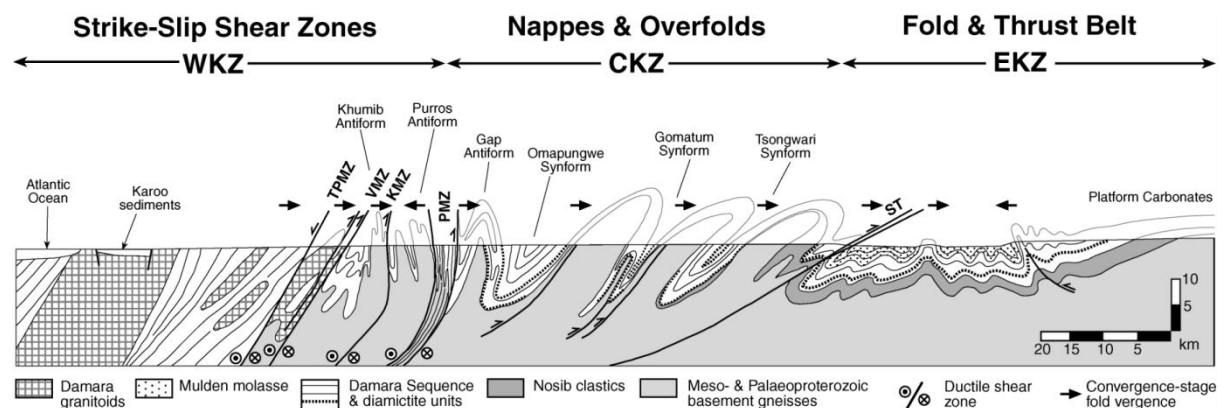 Strike-Slip Shear Zones
Nappes & Overfolds
Fold & Thrust Belt
WKZ
CKZ
EKZ
Khumib
Antiform
Purros
Antiform
Gap
Antiform
Omapungwe
Synform
Gomatum
Synform
Tsongwari
Synform
Atlantic
Ocean
Karoo
sediments
TPMZ
VMZ
KMZ
PMZ
ST
Platform Carbonates
10
5
km
20 15 10 5
Damara
granitoids
Mulden molasse
Damara Sequence
& diamictite units
Nosib clastics
Meso- & Palaeoproterozoic
basement gneisses
Ductile shear
zone
Convergence-stage
fold vergence